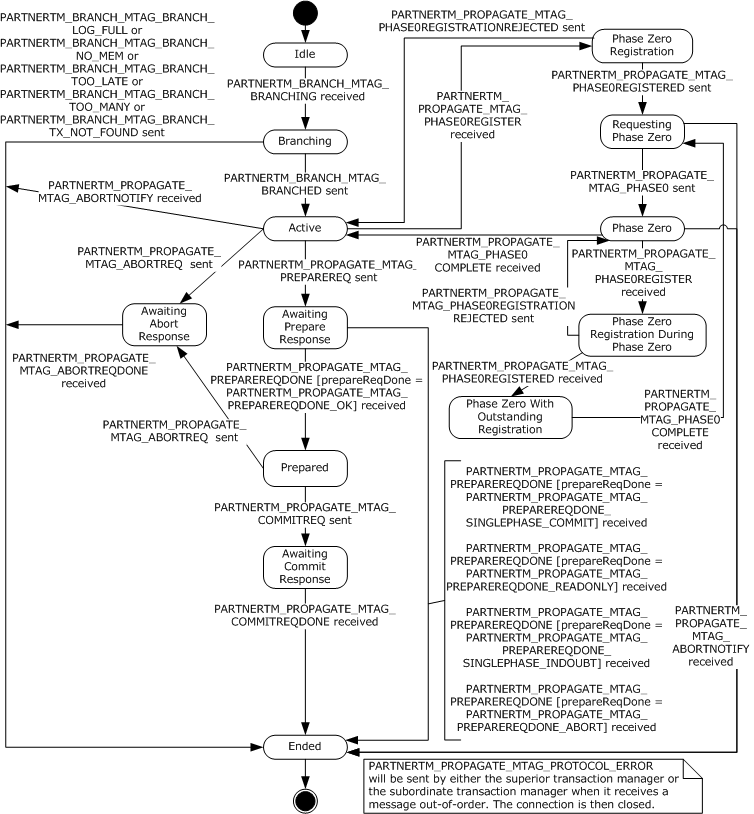 PARTNERTM_BRANCH_MTAG_BRANCH_
LOG_FULL or
PARTNERTM_BRANCH_MTAG_BRANCH_
NO_MEM or
PARTNERTM_BRANCH_MTAG_BRANCH_
TOO_LATE or
PARTNERTM_BRANCH_MTAG_BRANCH_
TOO_MANY or
PARTNERTM_BRANCH_MTAG_BRANCH_
TX_NOT_FOUND sent
Idle
PARTNERTM_PROPAGATE_MTAG_
PHASE0REGISTRATIONREJECTED sent
Phase Zero
Registration
PARTNERTM_BRANCH_MTAG_
BRANCHING received
PARTNERTM_PROPAGATE_MTAG_
PHASE0REGISTERED sent
PARTNERTM_
PROPAGATE_MTAG_
PHASE0REGISTER
received
Requesting
Phase Zero
Branching
PARTNERTM_BRANCH_MTAG_
BRANCHED sent
PARTNERTM_PROPAGATE_
MTAG_PHASE0 sent
PARTNERTM_PROPAGATE_
MTAG_ABORTNOTIFY received
Active
Phase Zero
PARTNERTM_PROPAGATE_
MTAG_ABORTREQ sent
PARTNERTM_PROPAGATE_MTAG_
PREPAREREQ sent
PARTNERTM_PROPAGATE_
MTAG_PHASE0
COMPLETE received
PARTNERTM_
PROPAGATE_
MTAG_
PHASE0REGISTER
received
PARTNERTM_PROPAGATE_
MTAG_PHASE0REGISTRATION
REJECTED sent
Awaiting
Abort
Response
Awaiting
Prepare
Response
Phase Zero
Registration During
Phase Zero
PARTNERTM_PROPAGATE_
MTAG_ABORTREQDONE
received
PARTNERTM_PROPAGATE_MTAG_
PREPAREREQDONE [prepareReqDone =
PARTNERTM_PROPAGATE_MTAG_
PREPAREREQDONE_OK] received
PARTNERTM_PROPAGATE_MTAG_
PHASE0REGISTERED received
Phase Zero With
Outstanding
Registration
PARTNERTM_
PROPAGATE_
MTAG_PHASE0
COMPLETE
received
PARTNERTM_PROPAGATE_
MTAG_ABORTREQ sent
Prepared
PARTNERTM_PROPAGATE_MTAG_
COMMITREQ sent
PARTNERTM_PROPAGATE_MTAG_
PREPAREREQDONE [prepareReqDone =
PARTNERTM_PROPAGATE_MTAG_
PREPAREREQDONE_
SINGLEPHASE_COMMIT] received
Awaiting
Commit
Response
PARTNERTM_PROPAGATE_MTAG_
PREPAREREQDONE [prepareReqDone =
PARTNERTM_PROPAGATE_MTAG_
PREPAREREQDONE_READONLY] received
PARTNERTM_PROPAGATE_MTAG_
COMMITREQDONE received
PARTNERTM_PROPAGATE_MTAG_
PREPAREREQDONE [prepareReqDone =
PARTNERTM_PROPAGATE_MTAG_
PREPAREREQDONE_
SINGLEPHASE_INDOUBT] received
PARTNERTM_
PROPAGATE_
MTAG_
ABORTNOTIFY
received
PARTNERTM_PROPAGATE_MTAG_
PREPAREREQDONE [prepareReqDone =
PARTNERTM_PROPAGATE_MTAG_
PREPAREREQDONE_ABORT] received
Ended
PARTNERTM_PROPAGATE_MTAG_PROTOCOL_ERROR
will be sent by either the superior transaction manager or
the subordinate transaction manager when it receives a
message out-of-order. The connection is then closed.